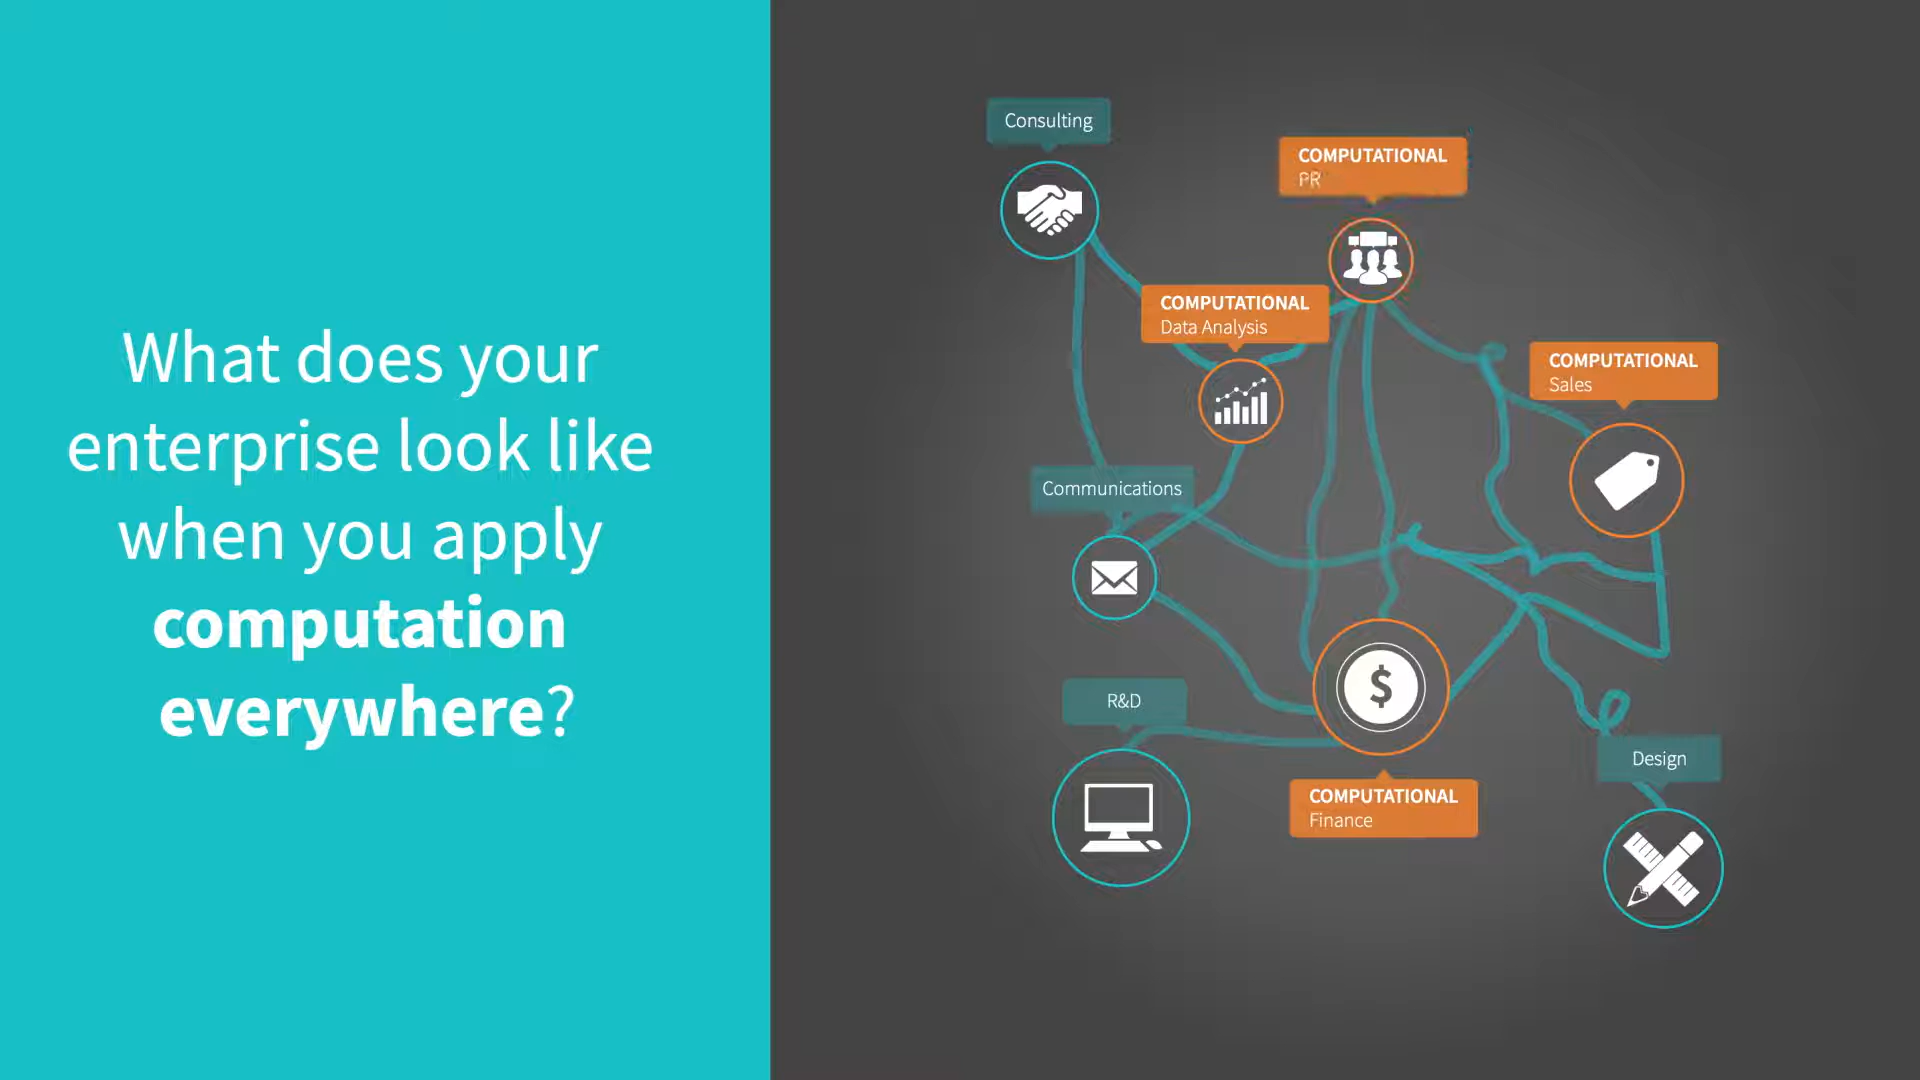 What does your
enterprise look like
when you apply
computation
everywhere?
Consulting
COMPUTATIONAL
PR
COMPUTATIONAL
Data Analysis
COMPUTATIONAL
Sales
Communications
R&D
$
Design
COMPUTATIONAL
Finance